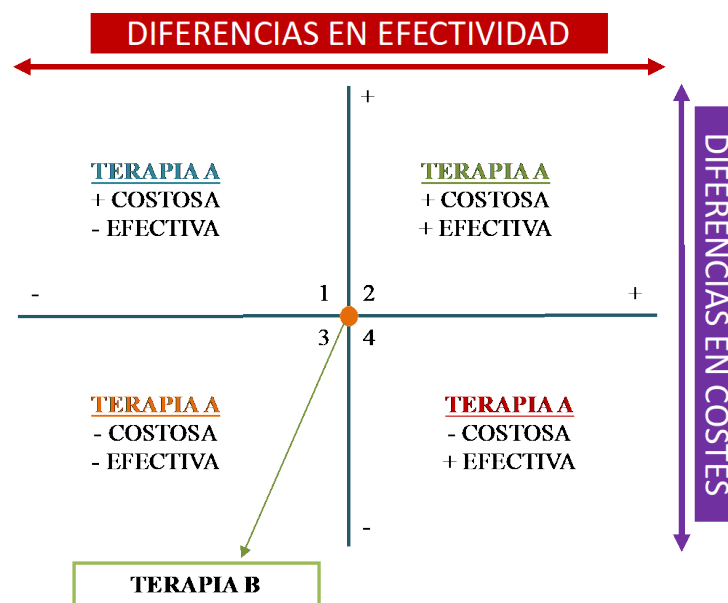 DIFERENCIAS EN EFECTIVIDAD
+
TERAPIA A
+ COSTOSA
- EFECTIVA
TERAPIA A
+ COSTOSA
+ EFECTIVA
DIFERENCIAS EN COSTES
-
1
2
+
3
4
TERAPIA A
- COSTOSA
- EFECTIVA
TERAPIA A
- COSTOSA
+ EFECTIVA
-
TERAPIA B